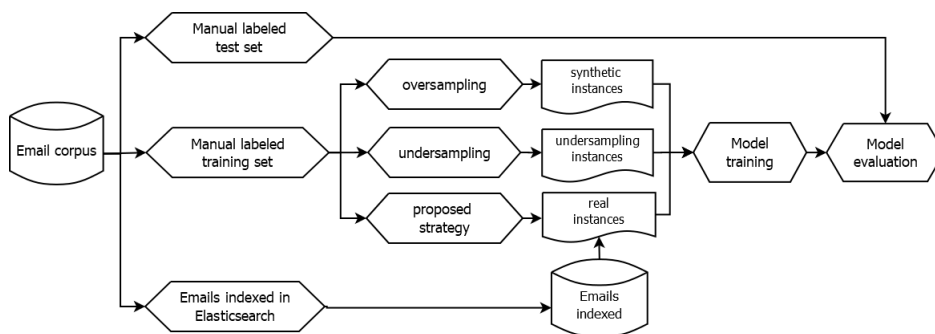 Manual labeled
test set
oversampling
synthetic
instances
Email corpus
Manual labeled
training set
undersampling
undersampling
instances
Model
training
Model
evaluation
proposed
strategy
real
instances
Emails indexed in
Elasticsearch
Emails
indexed